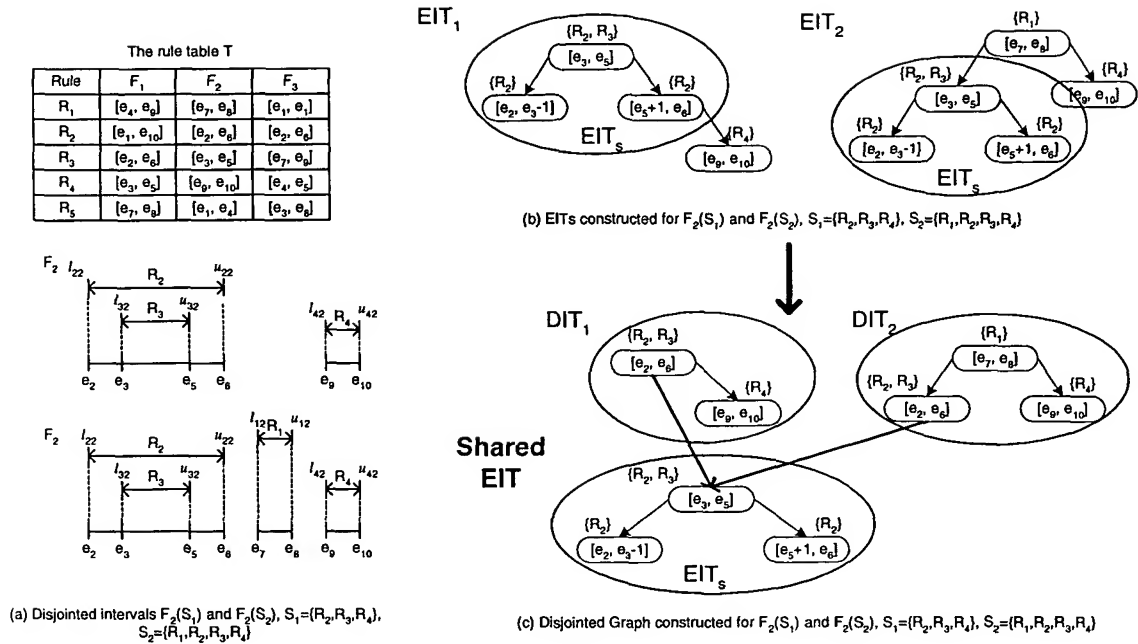 The rule table T
Rule F₁ F₂ F₃
R₁ [e₄, e₉] [e₇, e₈] [e₁, e₁]
R₂ [e₁, e₁₀] [e₂, e₆] [e₂, e₆]
R₃ [e₂, e₆] [e₃, e₅] [e₇, e₉]
R₄ [e₃, e₅] [e₉, e₁₀] [e₄, e₅]
R₅ [e₇, e₈] [e₁, e₄] [e₃, e₈]
F₂ l₂₂ R₂ u₂₂
l₃₂ R₃ u₃₂ l₄₂ R₄ u₄₂
e₂ e₃ e₅ e₆ e₉ e₁₀
F₂ l₂₂ R₂ u₂₂ l₁₂ R₁ u₁₂
l₃₂ R₃ u₃₂ l₄₂ R₄ u₄₂
e₂ e₃ e₅ e₆ e₇ e₈ e₉ e₁₀
(a) Disjointed intervals F₂(S₁) and F₂(S₂), S₁={R₂,R₃,R₄},
S₂={R₁,R₂,R₃,R₄}
EIT₁
{R₂, R₃}
[e₃, e₅]
{R₂} {R₂}
[e₂, e₃-1] [e₅+1, e₆]
EITₛ
{R₄}
[e₉, e₁₀]
EIT₂
{R₁}
[e₇, e₈]
{R₂, R₃} {R₄}
[e₃, e₅] [e₉, e₁₀]
{R₂} {R₂}
[e₂, e₃-1} [e₅+1, e₆]
EITₛ
(b) EITs constructed for F₂(S₁) and F₂(S₂), S₁={R₂,R₃,R₄}, S₂={R₁,R₂,R₃,R₄}
DIT₁
{R₂, R₃}
[e₂, e₆]
{R₄}
[e₉, e₁₀]
DIT₂
{R₁}
[e₇, e₈]
{R₂, R₃} {R₄}
[e₂, e₆] [e₉, e₁₀]
Shared
EIT
{R₂, R₃}
[e₃, e₅]
{R₂} {R₂}
[e₂, e₃-1] [e₅+1, e₆]
EITₛ
(c) Disjointed Graph constructed for F₂(S₁) and F₂(S₂), S₁={R₂,R₃,R₄}, S₂={R₁,R₂,R₃,R₄}